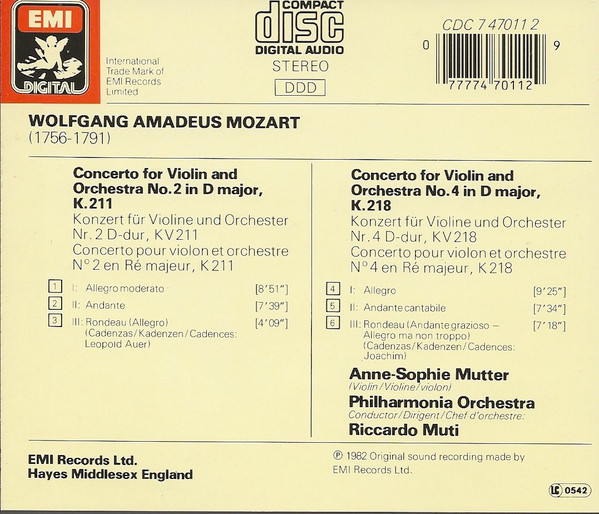 EMI
DIGITAL
International
Trade Mark of
EMI Records
Limited
COMPACT
disc
DIGITAL AUDIO
STEREO
DDD
CDC 7 47011 2
0 77774 70112 9
WOLFGANG AMADEUS MOZART
(1756-1791)
Concerto for Violin and
Orchestra No. 2 in D major,
K.211
Konzert für Violine und Orchester
Nr. 2 D-dur, KV 211
Concerto pour violon et orchestre
N° 2 en Ré majeur, K 211
1 I: Allegro moderato [8'51"]
2 II: Andante [7'39"]
3 III: Rondeau (Allegro) [4'09"]
(Cadenzas/Kadenzen/Cadences:
Leopold Auer)
Concerto for Violin and
Orchestra No. 4 in D major,
K.218
Konzert für Violine und Orchester
Nr. 4 D-dur, KV 218
Concerto pour violon et orchestre
N° 4 en Ré majeur, K 218
4 I: Allegro [9'25"]
5 II: Andante cantabile [7'34"]
6 III: Rondeau (Andante grazioso – [7'18"]
Allegro ma non troppo)
(Cadenzas/Kadenzen/Cadences:
Joachim)
Anne-Sophie Mutter
(Violin/Violine/violon)
Philharmonia Orchestra
Conductor/Dirigent/Chef d'orchestre:
Riccardo Muti
EMI Records Ltd.
Hayes Middlesex England
℗ 1982 Original sound recording made by
EMI Records Ltd.
LC 0542